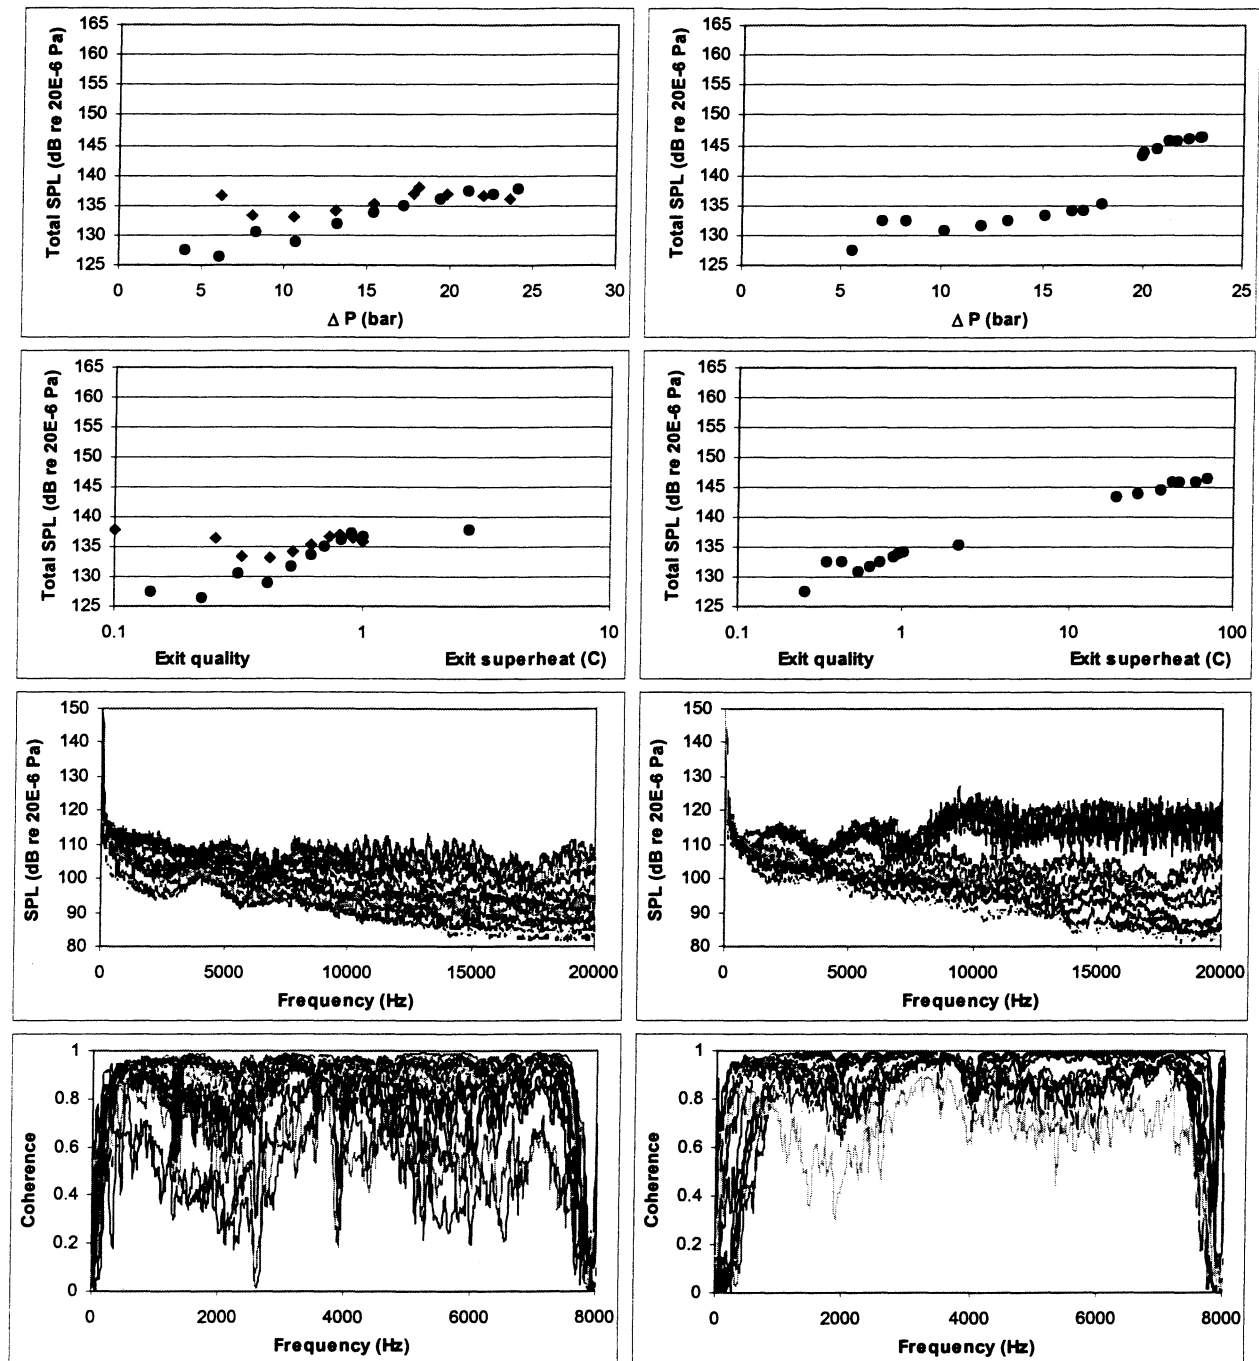 Total SPL (dB re 20E-6 Pa)
165
160
155
150
145
140
135
130
125
0 5 10 15 20 25 30
Δ P (bar)
Total SPL (dB re 20E-6 Pa)
165
160
155
150
145
140
135
130
125
0 5 10 15 20 25
Δ P (bar)
Total SPL (dB re 20E-6 Pa)
165
160
155
150
145
140
135
130
125
0.1 1 10
Exit quality Exit superheat (C)
Total SPL (dB re 20E-6 Pa)
165
160
155
150
145
140
135
130
125
0.1 1 10 100
Exit quality Exit superheat (C)
SPL (dB re 20E-6 Pa)
150
140
130
120
110
100
90
80
0 5000 10000 15000 20000
Frequency (Hz)
SPL (dB re 20E-6 Pa)
150
140
130
120
110
100
90
80
0 5000 10000 15000 20000
Frequency (Hz)
Coherence
1
0.8
0.6
0.4
0.2
0
0 2000 4000 6000 8000
Frequency (Hz)
Coherence
1
0.8
0.6
0.4
0.2
0
0 2000 4000 6000 8000
Frequency (Hz)